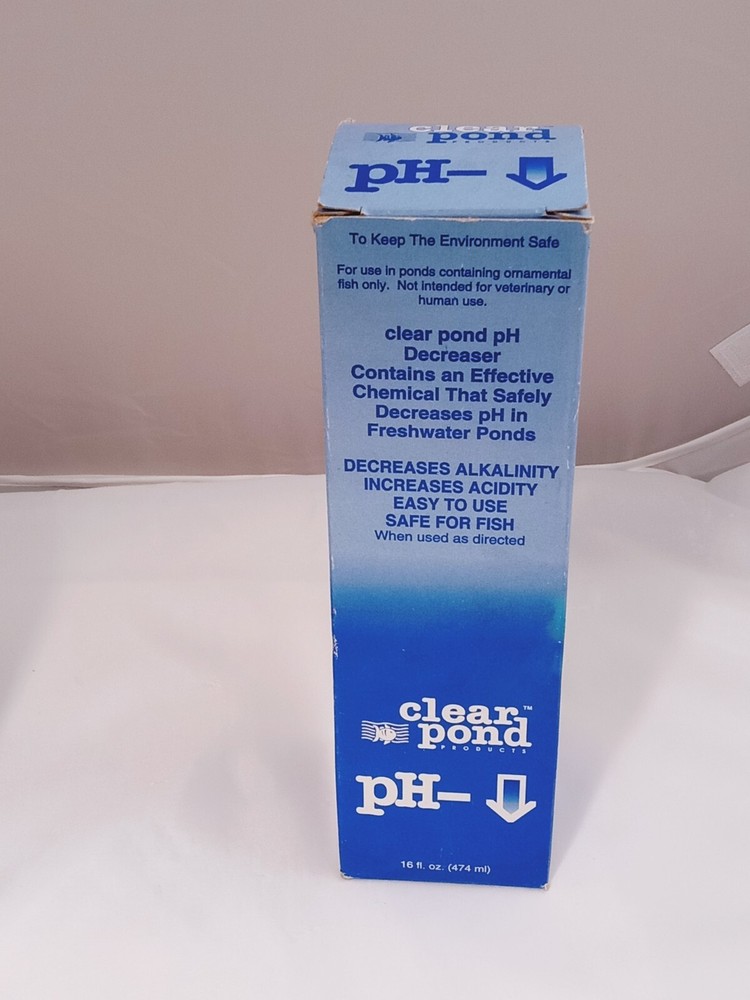 clear
pond
PRODUCTS
pH–
To Keep The Environment Safe
For use in ponds containing ornamental
fish only. Not intended for veterinary or
human use.
clear pond pH
Decreaser
Contains an Effective
Chemical That Safely
Decreases pH in
Freshwater Ponds
DECREASES ALKALINITY
INCREASES ACIDITY
EASY TO USE
SAFE FOR FISH
When used as directed
clear™
pond
PRODUCTS
pH–
16 fl. oz. (474 ml)